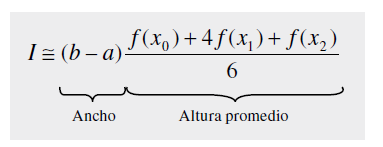 I ≅ (b – a) f(x₀) + 4f(x₁) + f(x₂) / 6
Ancho Altura promedio